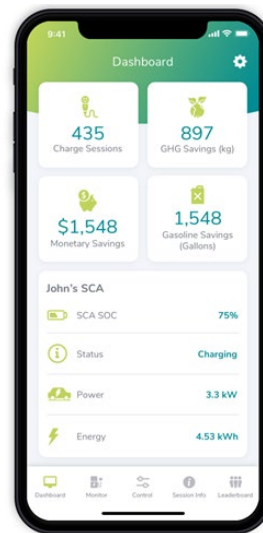 9:41
Dashboard
435
Charge Sessions
897
GHG Savings (kg)
$1,548
Monetary Savings
1,548
Gasoline Savings
(Gallons)
John's SCA
SCA SOC 75%
Status Charging
Power 3.3 kW
Energy 4.53 kWh
Dashboard Monitor Control Session Info Leaderboard